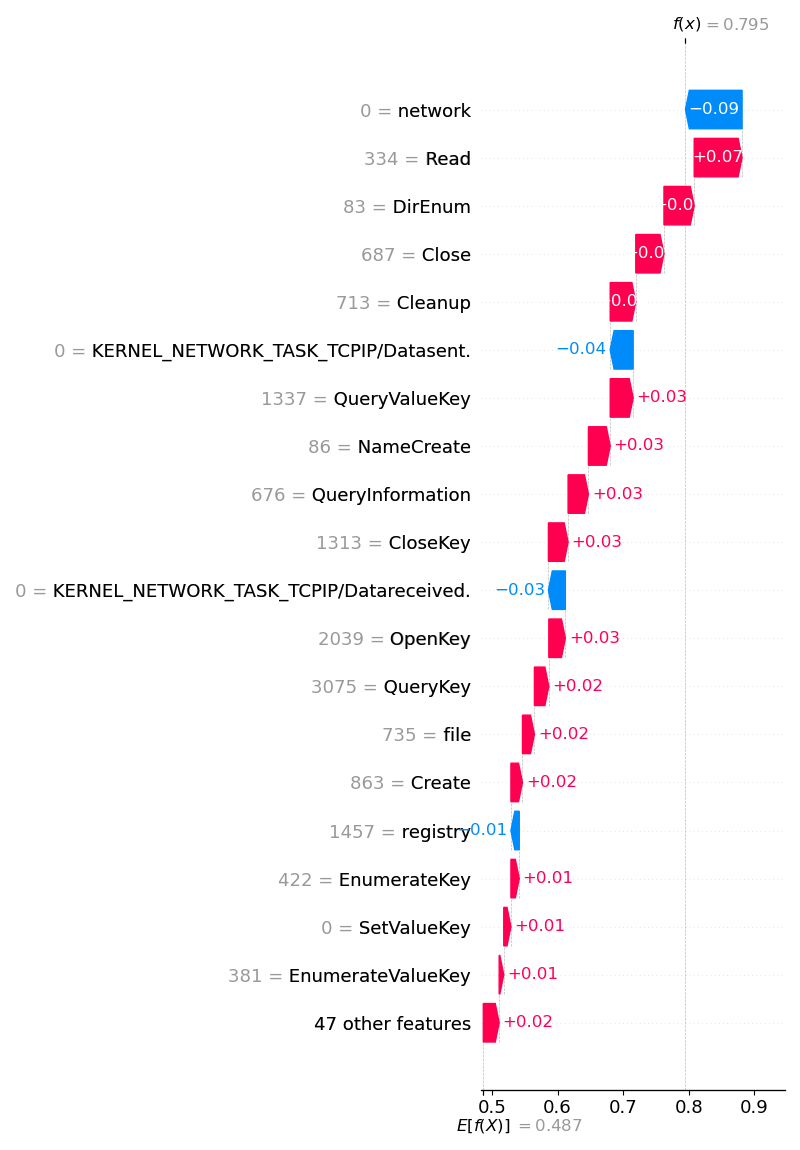 f(x) = 0.795
0 = network −0.09
334 = Read +0.07
83 = DirEnum
687 = Close
713 = Cleanup
0 = KERNEL_NETWORK_TASK_TCPIP/Datasent. −0.04
1337 = QueryValueKey +0.03
86 = NameCreate +0.03
676 = QueryInformation +0.03
1313 = CloseKey +0.03
0 = KERNEL_NETWORK_TASK_TCPIP/Datareceived. −0.03
2039 = OpenKey +0.03
3075 = QueryKey +0.02
735 = file +0.02
863 = Create +0.02
1457 = registry −0.01
422 = EnumerateKey +0.01
0 = SetValueKey +0.01
381 = EnumerateValueKey +0.01
47 other features +0.02
0.5 0.6 0.7 0.8 0.9
E[f(X)] = 0.487